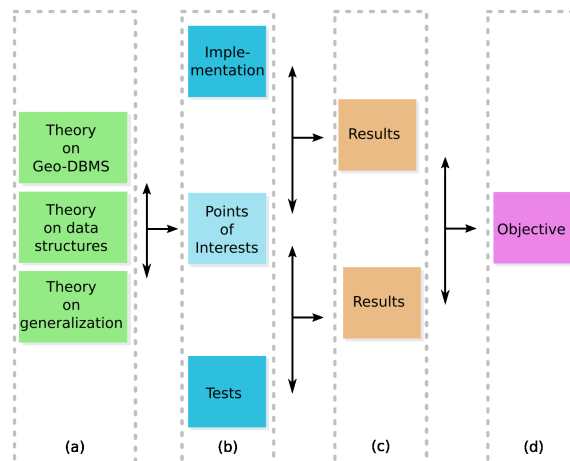 Theory
on
Geo-DBMS
Theory
on data
structures
Theory
on
generalization
(a)
Imple-
mentation
Points
of
Interests
Tests
(b)
Results
Results
(c)
Objective
(d)